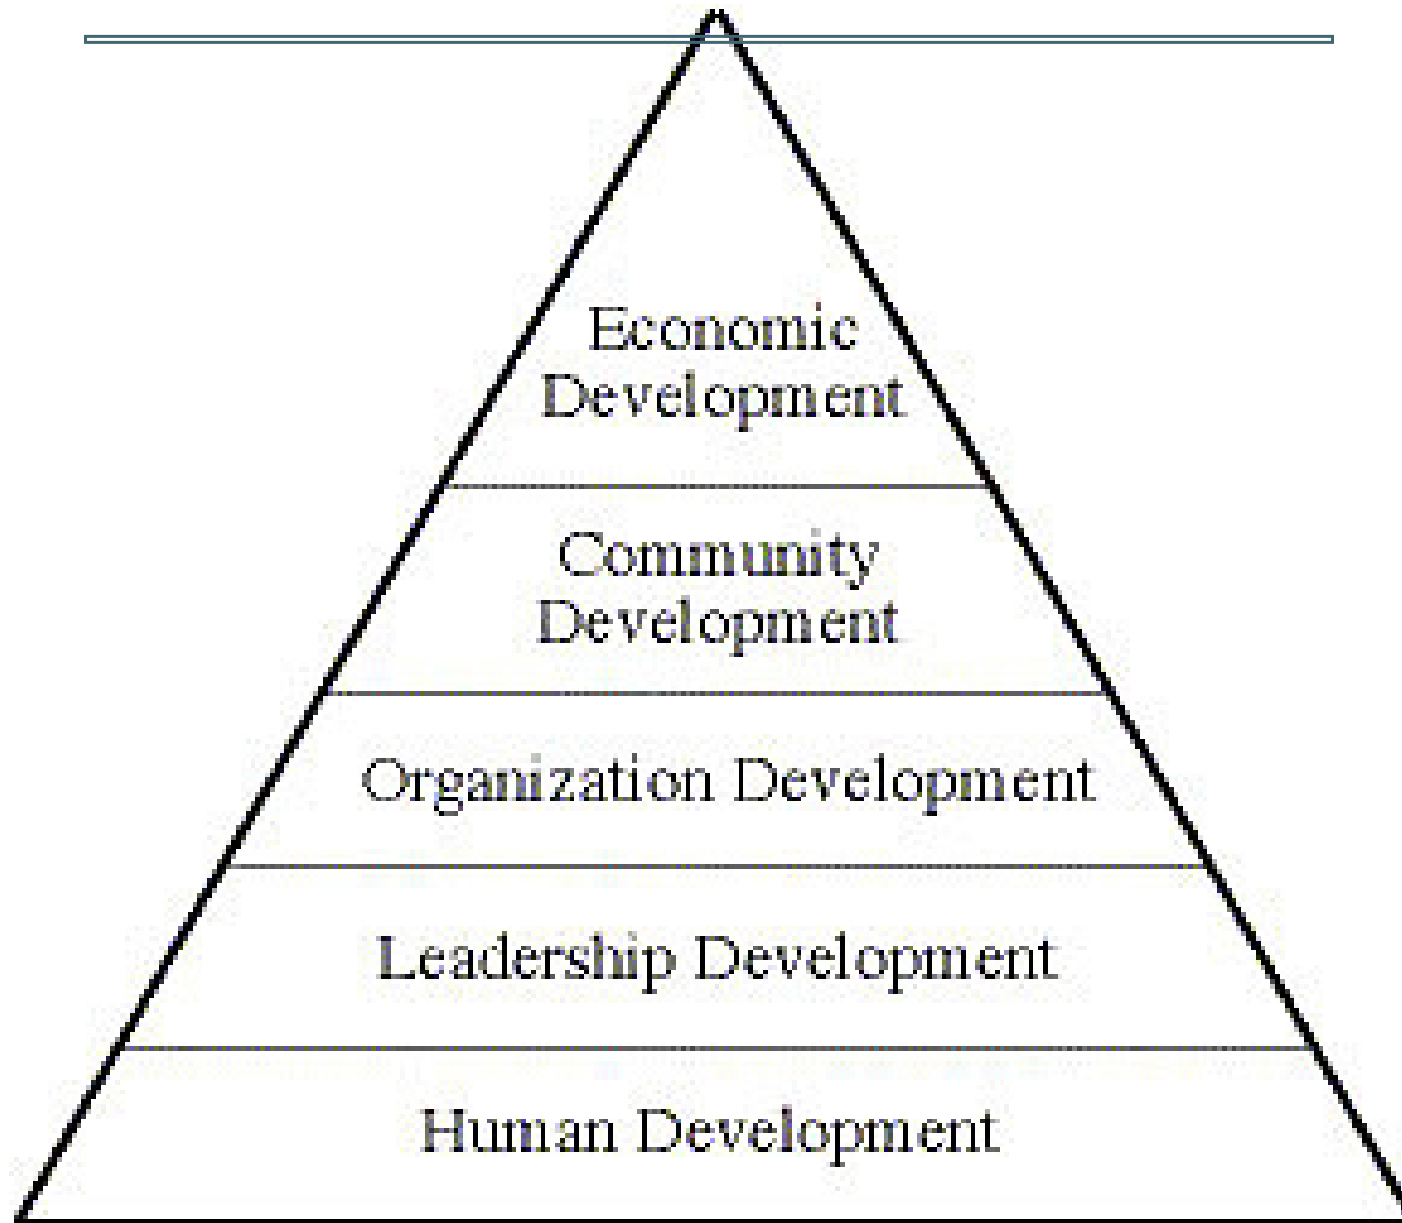 Economic
Development
Community
Development
Organization Development
Leadership Development
Human Development